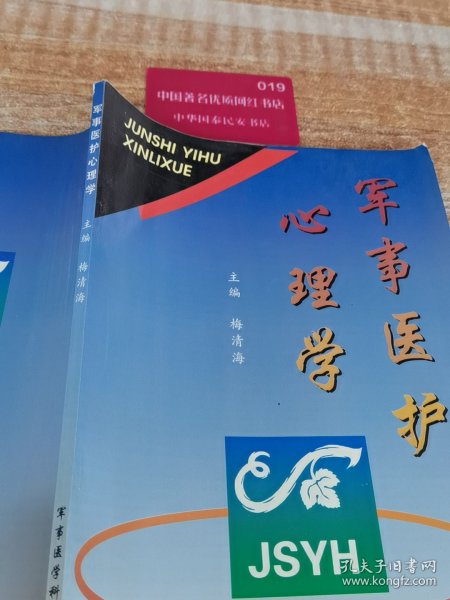 019
中国著名优质网红书店
中华国泰民安书店
JUNSHI YIHU
XINLIXUE
军事医护心理学
主编 梅清海
军事医学科
军事医护
心理学
主编 梅清海
JSYH
孔夫子旧书网
www.kongfz.com